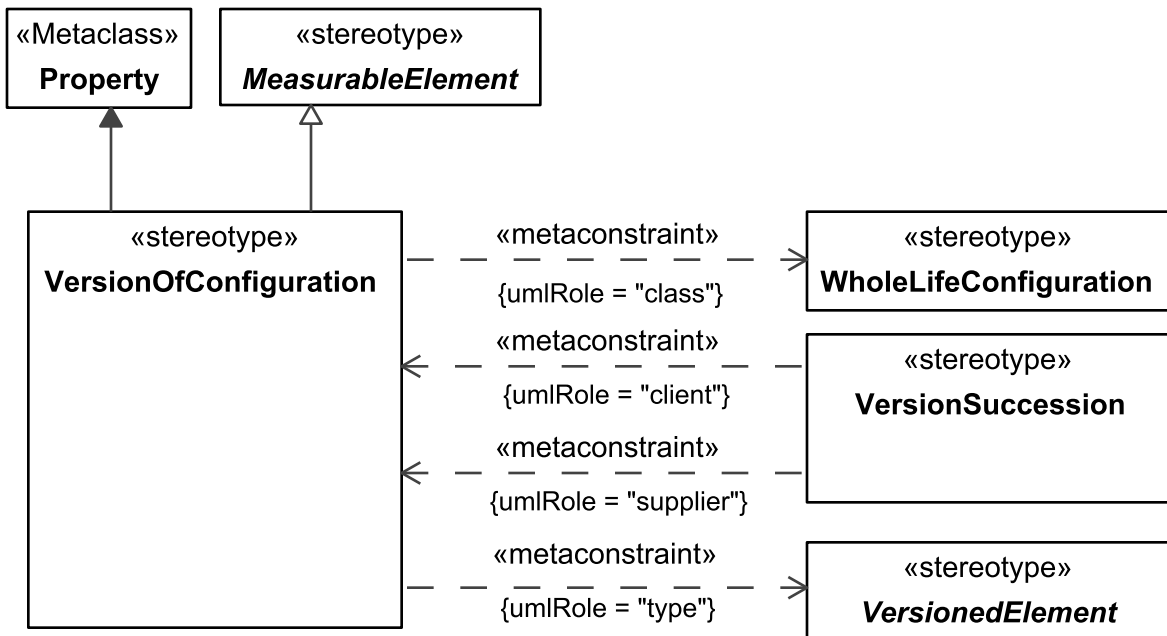 «Metaclass»
Property
«stereotype»
MeasurableElement
«stereotype»
VersionOfConfiguration
«metaconstraint»
{umlRole = "class"}
«stereotype»
WholeLifeConfiguration
«metaconstraint»
{umlRole = "client"}
«stereotype»
VersionSuccession
«metaconstraint»
{umlRole = "supplier"}
«metaconstraint»
{umlRole = "type"}
«stereotype»
VersionedElement